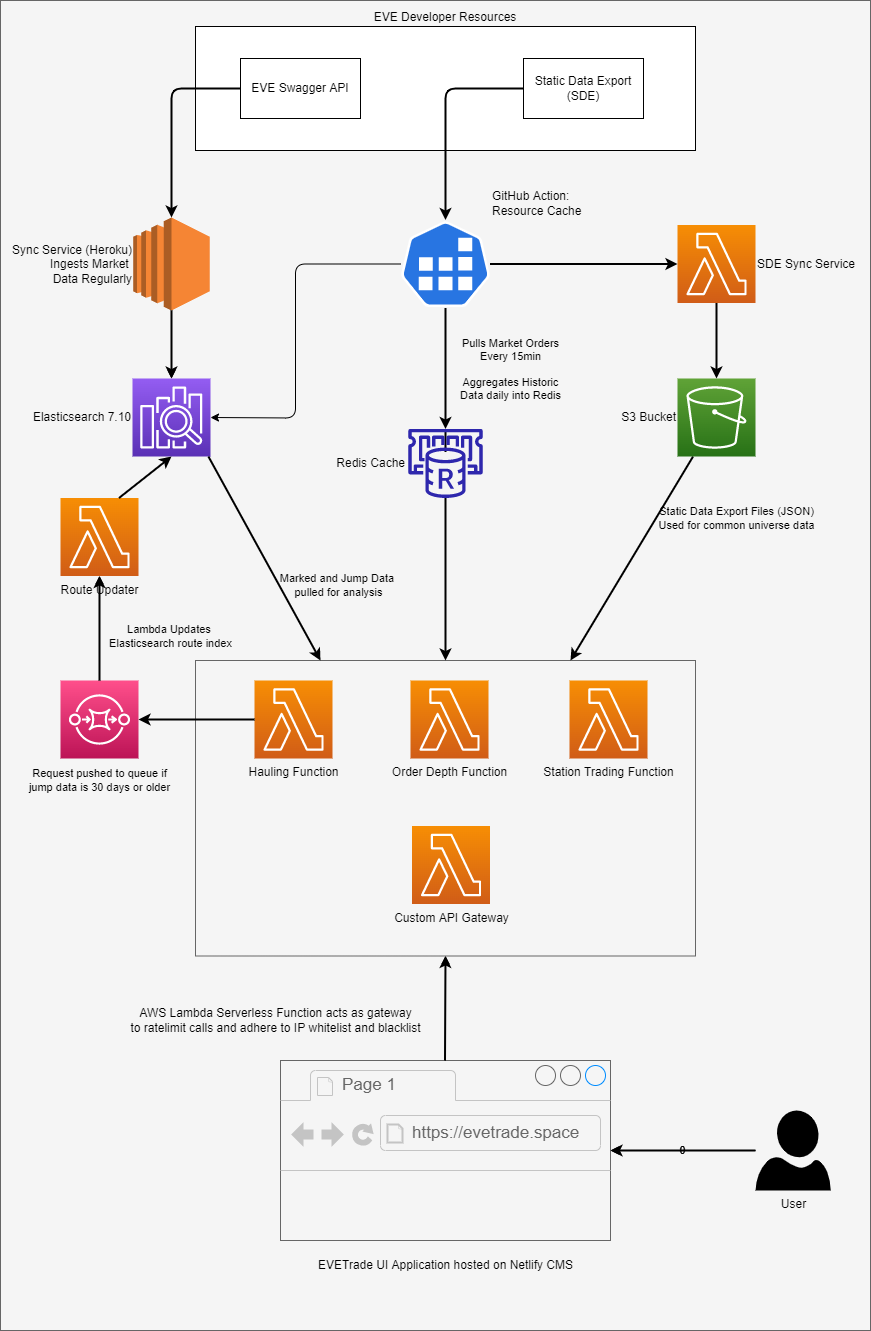 EVE Developer Resources
EVE Swagger API
Static Data Export
(SDE)
GitHub Action:
Resource Cache
Sync Service (Heroku)
Ingests Market
Data Regularly
SDE Sync Service
Pulls Market Orders
Every 15min
Aggregates Historic
Data daily into Redis
Elasticsearch 7.10
S3 Bucket
Redis Cache
R
Static Data Export Files (JSON)
Used for common universe data
Marked and Jump Data
pulled for analysis
Route Updater
Lambda Updates
Elasticsearch route index
Request pushed to queue if
jump data is 30 days or older
Hauling Function
Order Depth Function
Station Trading Function
Custom API Gateway
AWS Lambda Serverless Function acts as gateway
to ratelimit calls and adhere to IP whitelist and blacklist
Page 1
https://evetrade.space
0
User
EVETrade UI Application hosted on Netlify CMS